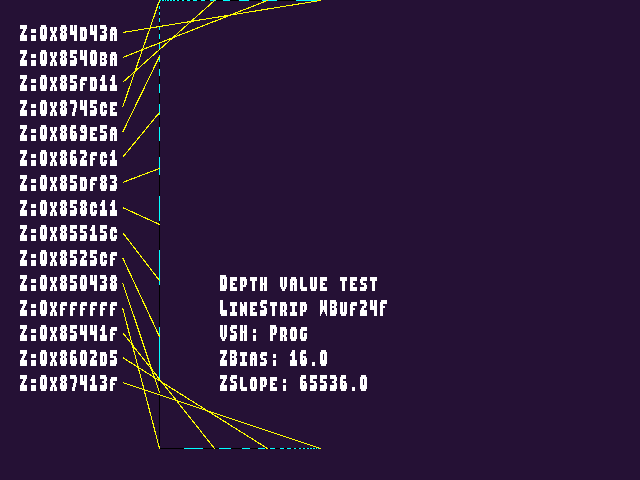 Z:0x84D43A
Z:0x8540BA
Z:0x85FD11
Z:0x8745CE
Z:0x869E5A
Z:0x862FC1
Z:0x85DF83
Z:0x858C11
Z:0x85515C
Z:0x8525CF
Z:0x850438
Z:0xFFFFFF
Z:0x85441F
Z:0x8602D5
Z:0x87413F
Depth value test
LineStrip WBuf24F
VSH: Prog
ZBias: 16.0
ZSlope: 65536.0